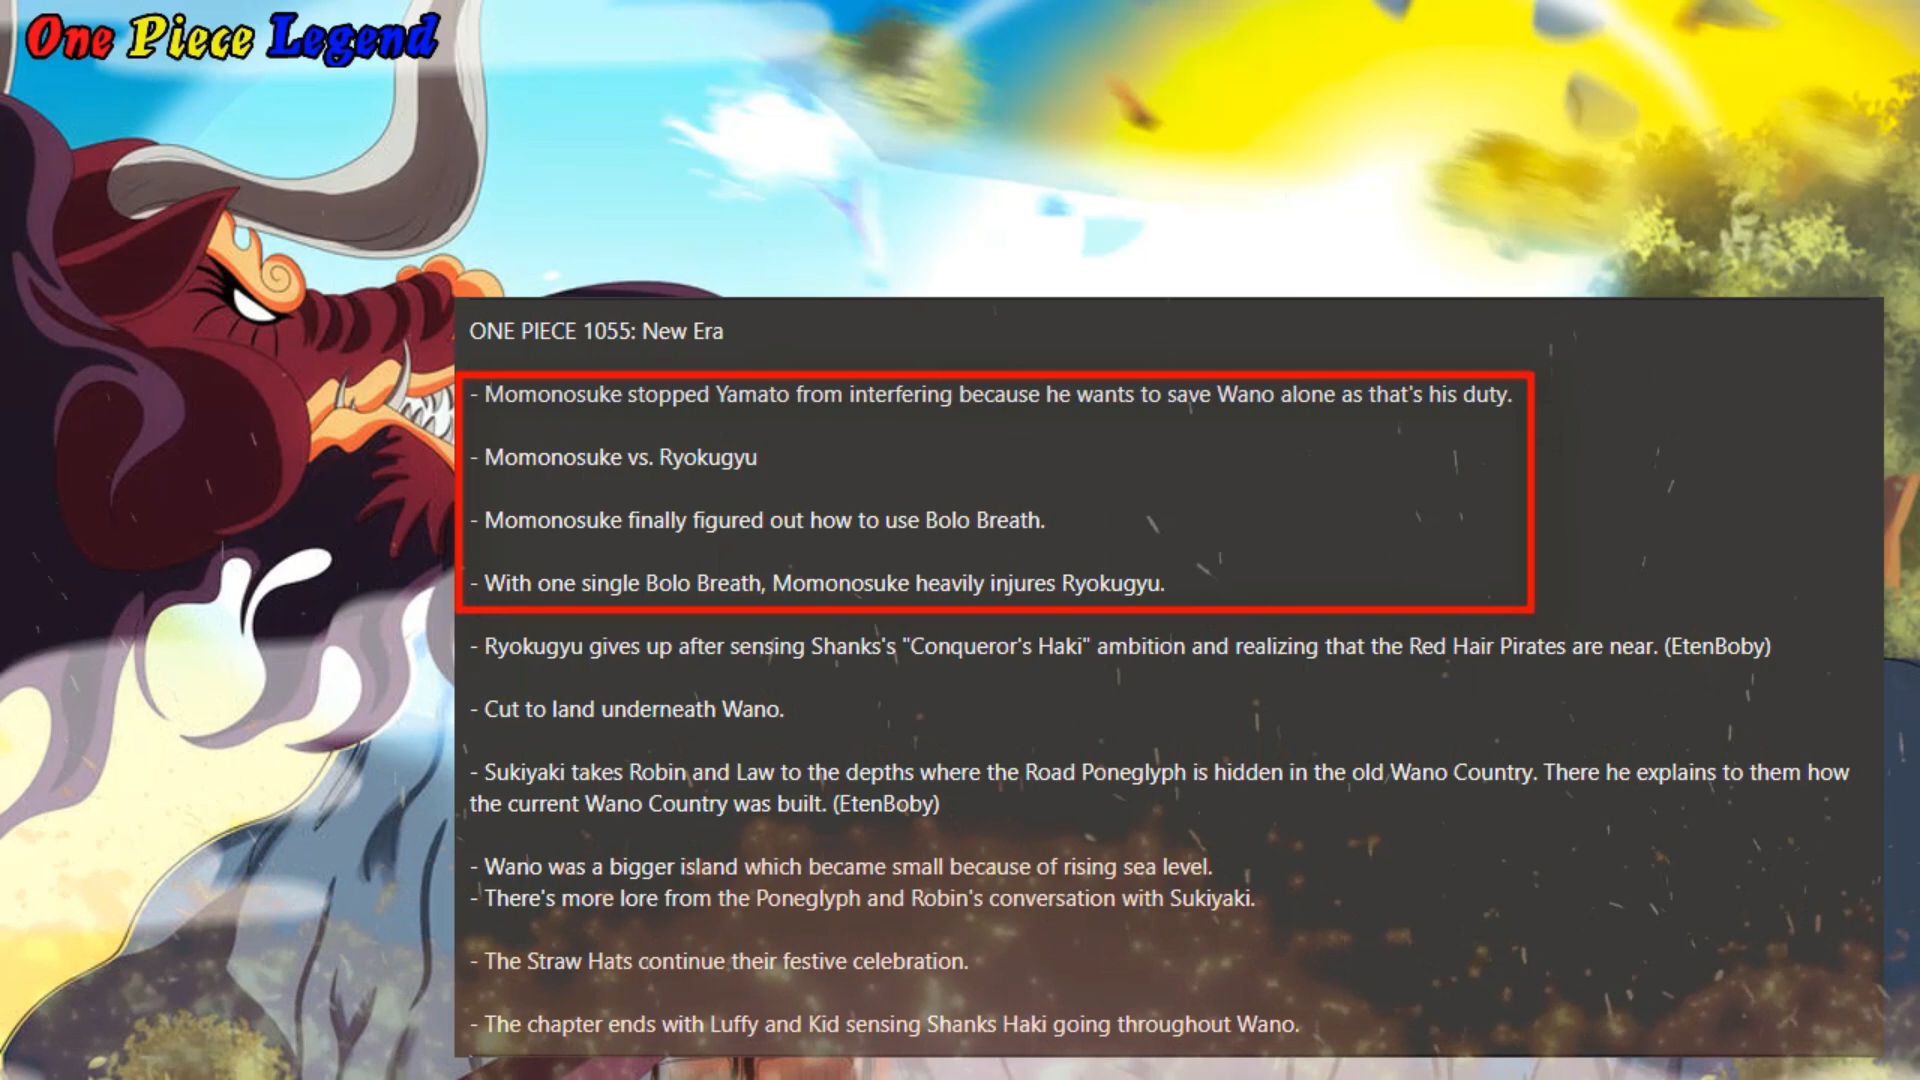 One Piece Legend
ONE PIECE 1055: New Era
- Momonosuke stopped Yamato from interfering because he wants to save Wano alone as that's his duty.
- Momonosuke vs. Ryokugyu
- Momonosuke finally figured out how to use Bolo Breath.
- With one single Bolo Breath, Momonosuke heavily injures Ryokugyu.
- Ryokugyu gives up after sensing Shanks's "Conqueror's Haki" ambition and realizing that the Red Hair Pirates are near. (EtenBoby)
- Cut to land underneath Wano.
- Sukiyaki takes Robin and Law to the depths where the Road Poneglyph is hidden in the old Wano Country. There he explains to them how
the current Wano Country was built. (EtenBoby)
- Wano was a bigger island which became small because of rising sea level.
- There's more lore from the Poneglyph and Robin's conversation with Sukiyaki.
- The Straw Hats continue their festive celebration.
- The chapter ends with Luffy and Kid sensing Shanks Haki going throughout Wano.